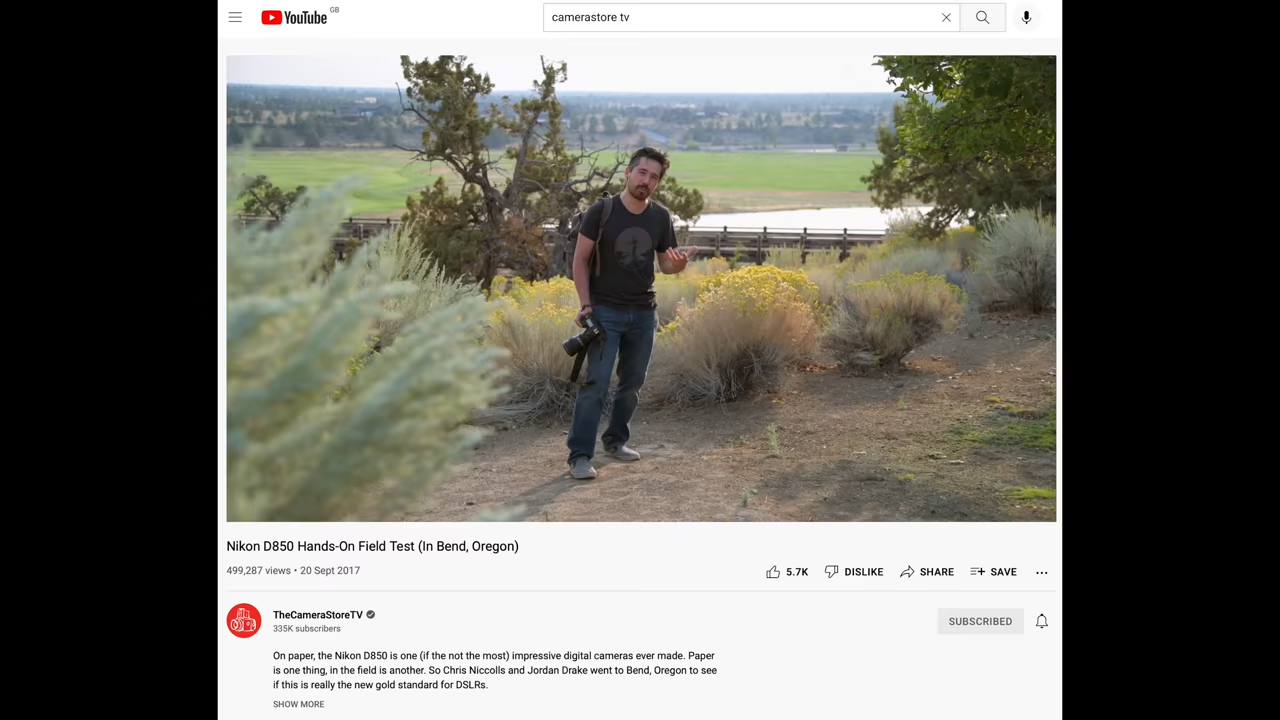 YouTube GB
camerastore tv
Nikon D850 Hands-On Field Test (In Bend, Oregon)
499,287 views • 20 Sept 2017
5.7K DISLIKE SHARE SAVE
TheCameraStoreTV
335K subscribers
SUBSCRIBED
On paper, the Nikon D850 is one (if the not the most) impressive digital cameras ever made. Paper
is one thing, in the field is another. So Chris Niccolls and Jordan Drake went to Bend, Oregon to see
if this is really the new gold standard for DSLRs.
SHOW MORE